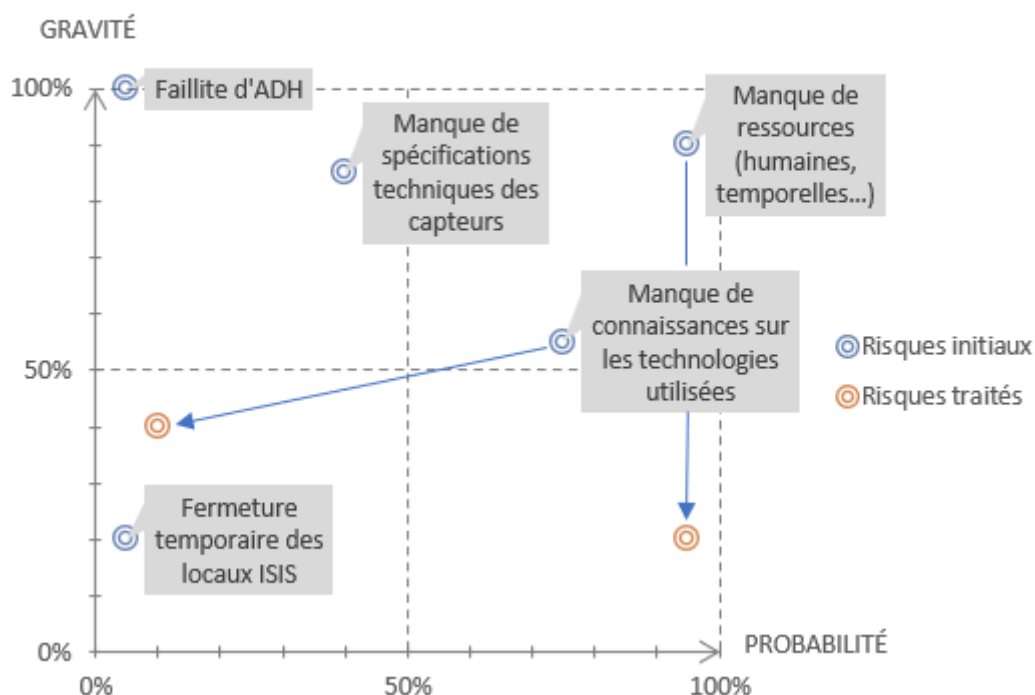 GRAVITÉ
100%
Faillite d'ADH
Manque de
spécifications
techniques des
capteurs
Manque de
ressources
(humaines,
temporelles...)
Manque de
connaissances sur
les technologies
utilisées
Risques initiaux
Risques traités
50%
Fermeture
temporaire des
locaux ISIS
0%
PROBABILITÉ
0%
50%
100%